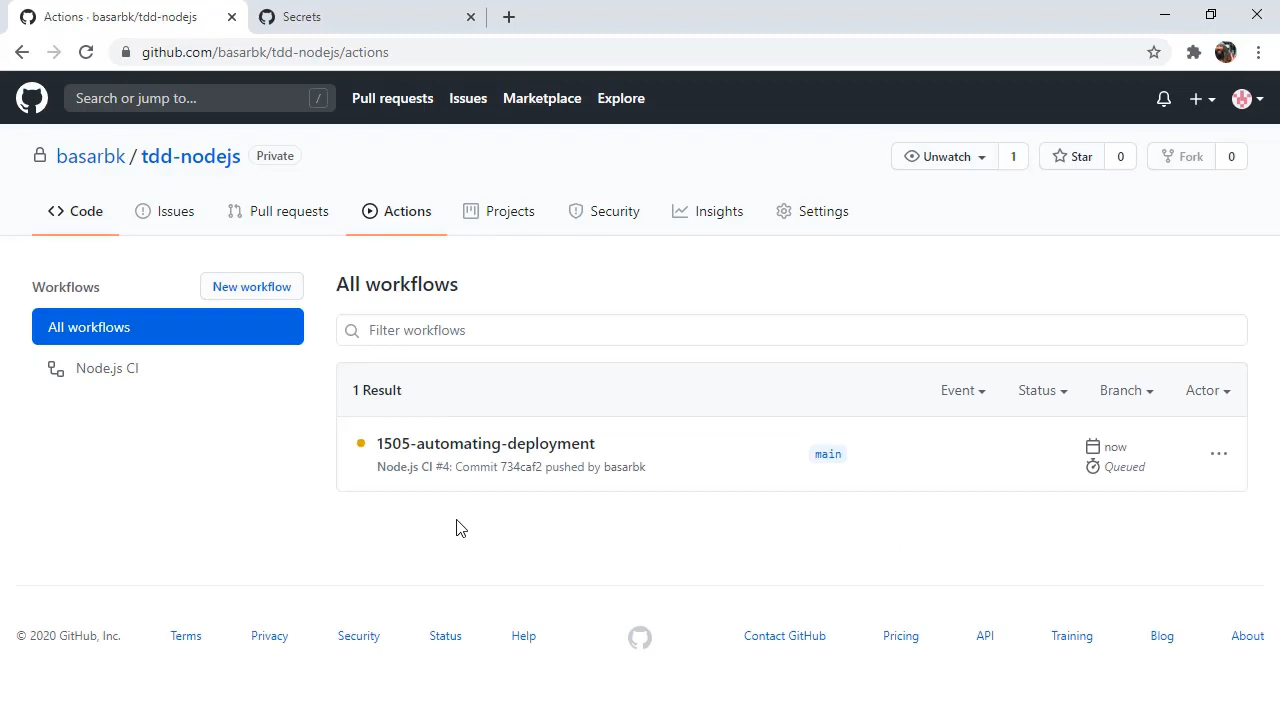 Actions · basarbk/tdd-nodejs
Secrets
github.com/basarbk/tdd-nodejs/actions
Search or jump to... /
Pull requests Issues Marketplace Explore
basarbk / tdd-nodejs Private
Unwatch 1 Star 0 Fork 0
Code Issues Pull requests Actions Projects Security Insights Settings
Workflows New workflow
All workflows
Node.js CI
All workflows
Filter workflows
1 Result Event Status Branch Actor
1505-automating-deployment
Node.js CI #4: Commit 734caf2 pushed by basarbk
main
now
Queued
© 2020 GitHub, Inc. Terms Privacy Security Status Help Contact GitHub Pricing API Training Blog About